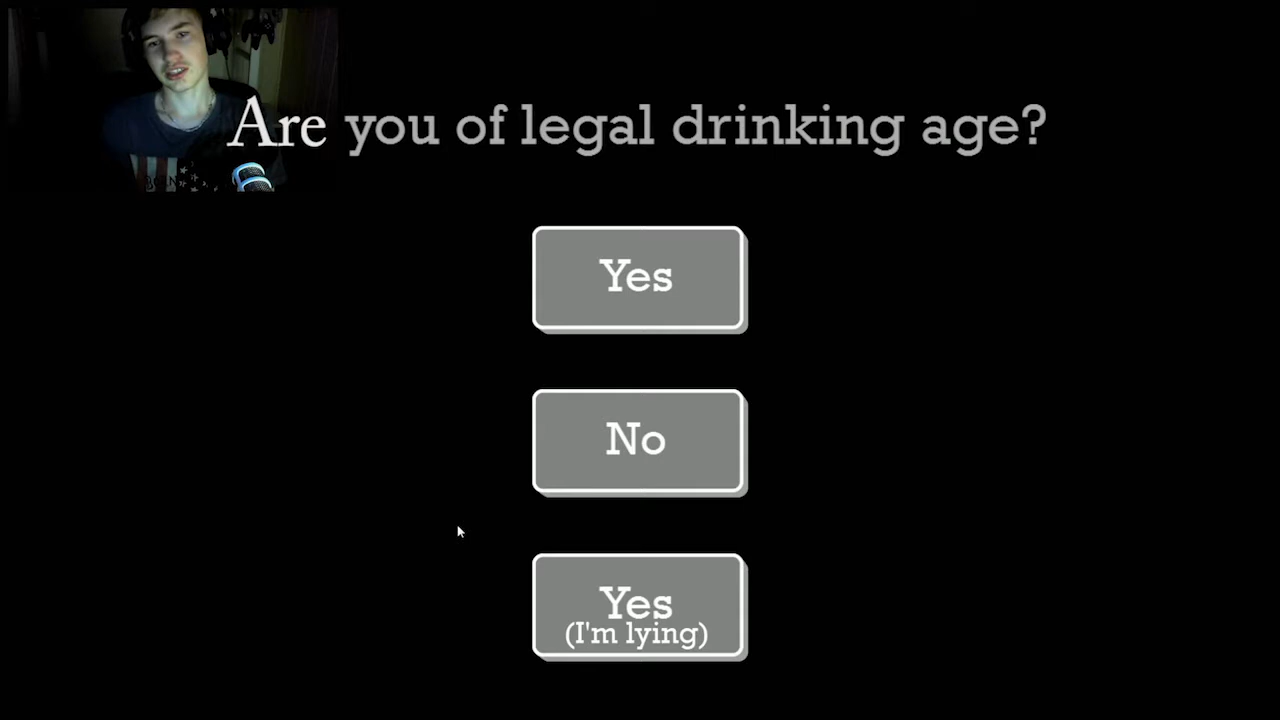 Are you of legal drinking age?
Yes
No
Yes
(I'm lying)